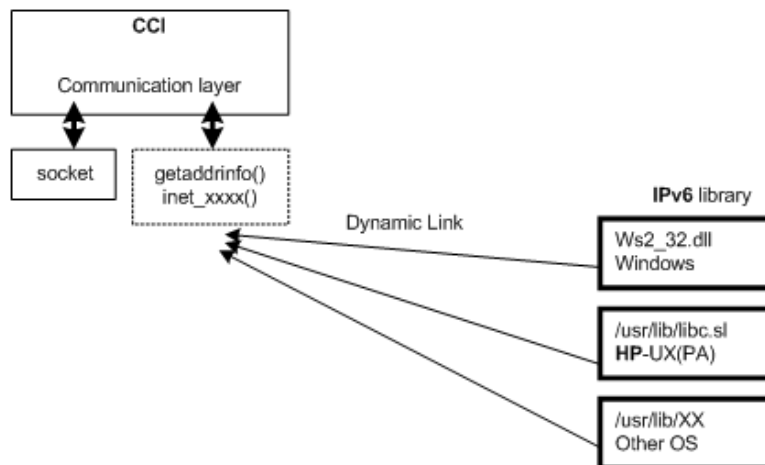 CCI
Communication layer
socket
getaddrinfo()
inet_xxxx()
IPv6 library
Dynamic Link
Ws2_32.dll
Windows
/usr/lib/libc.sl
HP-UX(PA)
/usr/lib/XX
Other OS